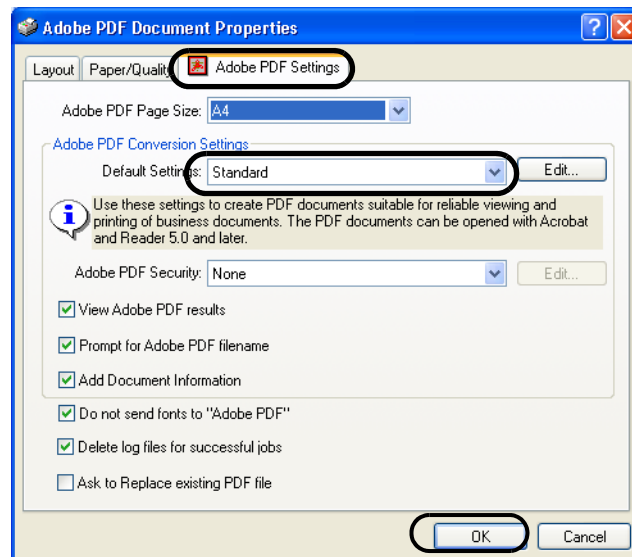 Adobe PDF Document Properties
Layout Paper/Quality Adobe PDF Settings
Adobe PDF Page Size: A4
Adobe PDF Conversion Settings
Default Settings: Standard Edit...
Use these settings to create PDF documents suitable for reliable viewing and
printing of business documents. The PDF documents can be opened with Acrobat
and Reader 5.0 and later.
Adobe PDF Security: None Edit...
View Adobe PDF results
Prompt for Adobe PDF filename
Add Document Information
Do not send fonts to "Adobe PDF"
Delete log files for successful jobs
Ask to Replace existing PDF file
OK Cancel